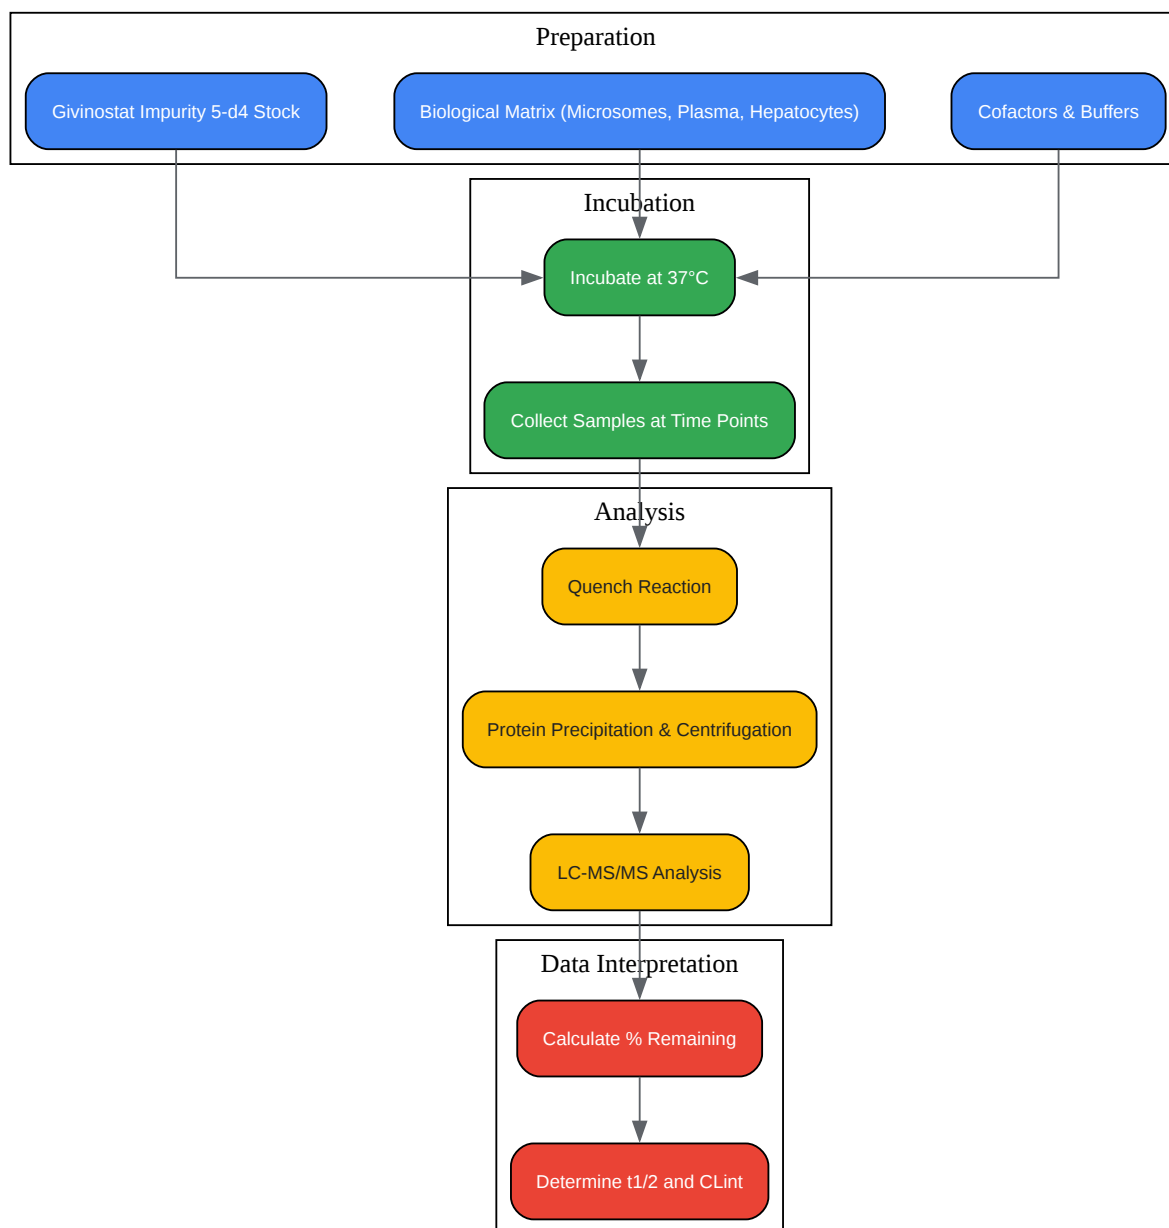 Preparation
Givinostat Impurity 5-d4 Stock
Biological Matrix (Microsomes, Plasma, Hepatocytes)
Cofactors & Buffers
Incubation
Incubate at 37°C
Collect Samples at Time Points
Analysis
Quench Reaction
Protein Precipitation & Centrifugation
LC-MS/MS Analysis
Data Interpretation
Calculate % Remaining
Determine t1/2 and CLint